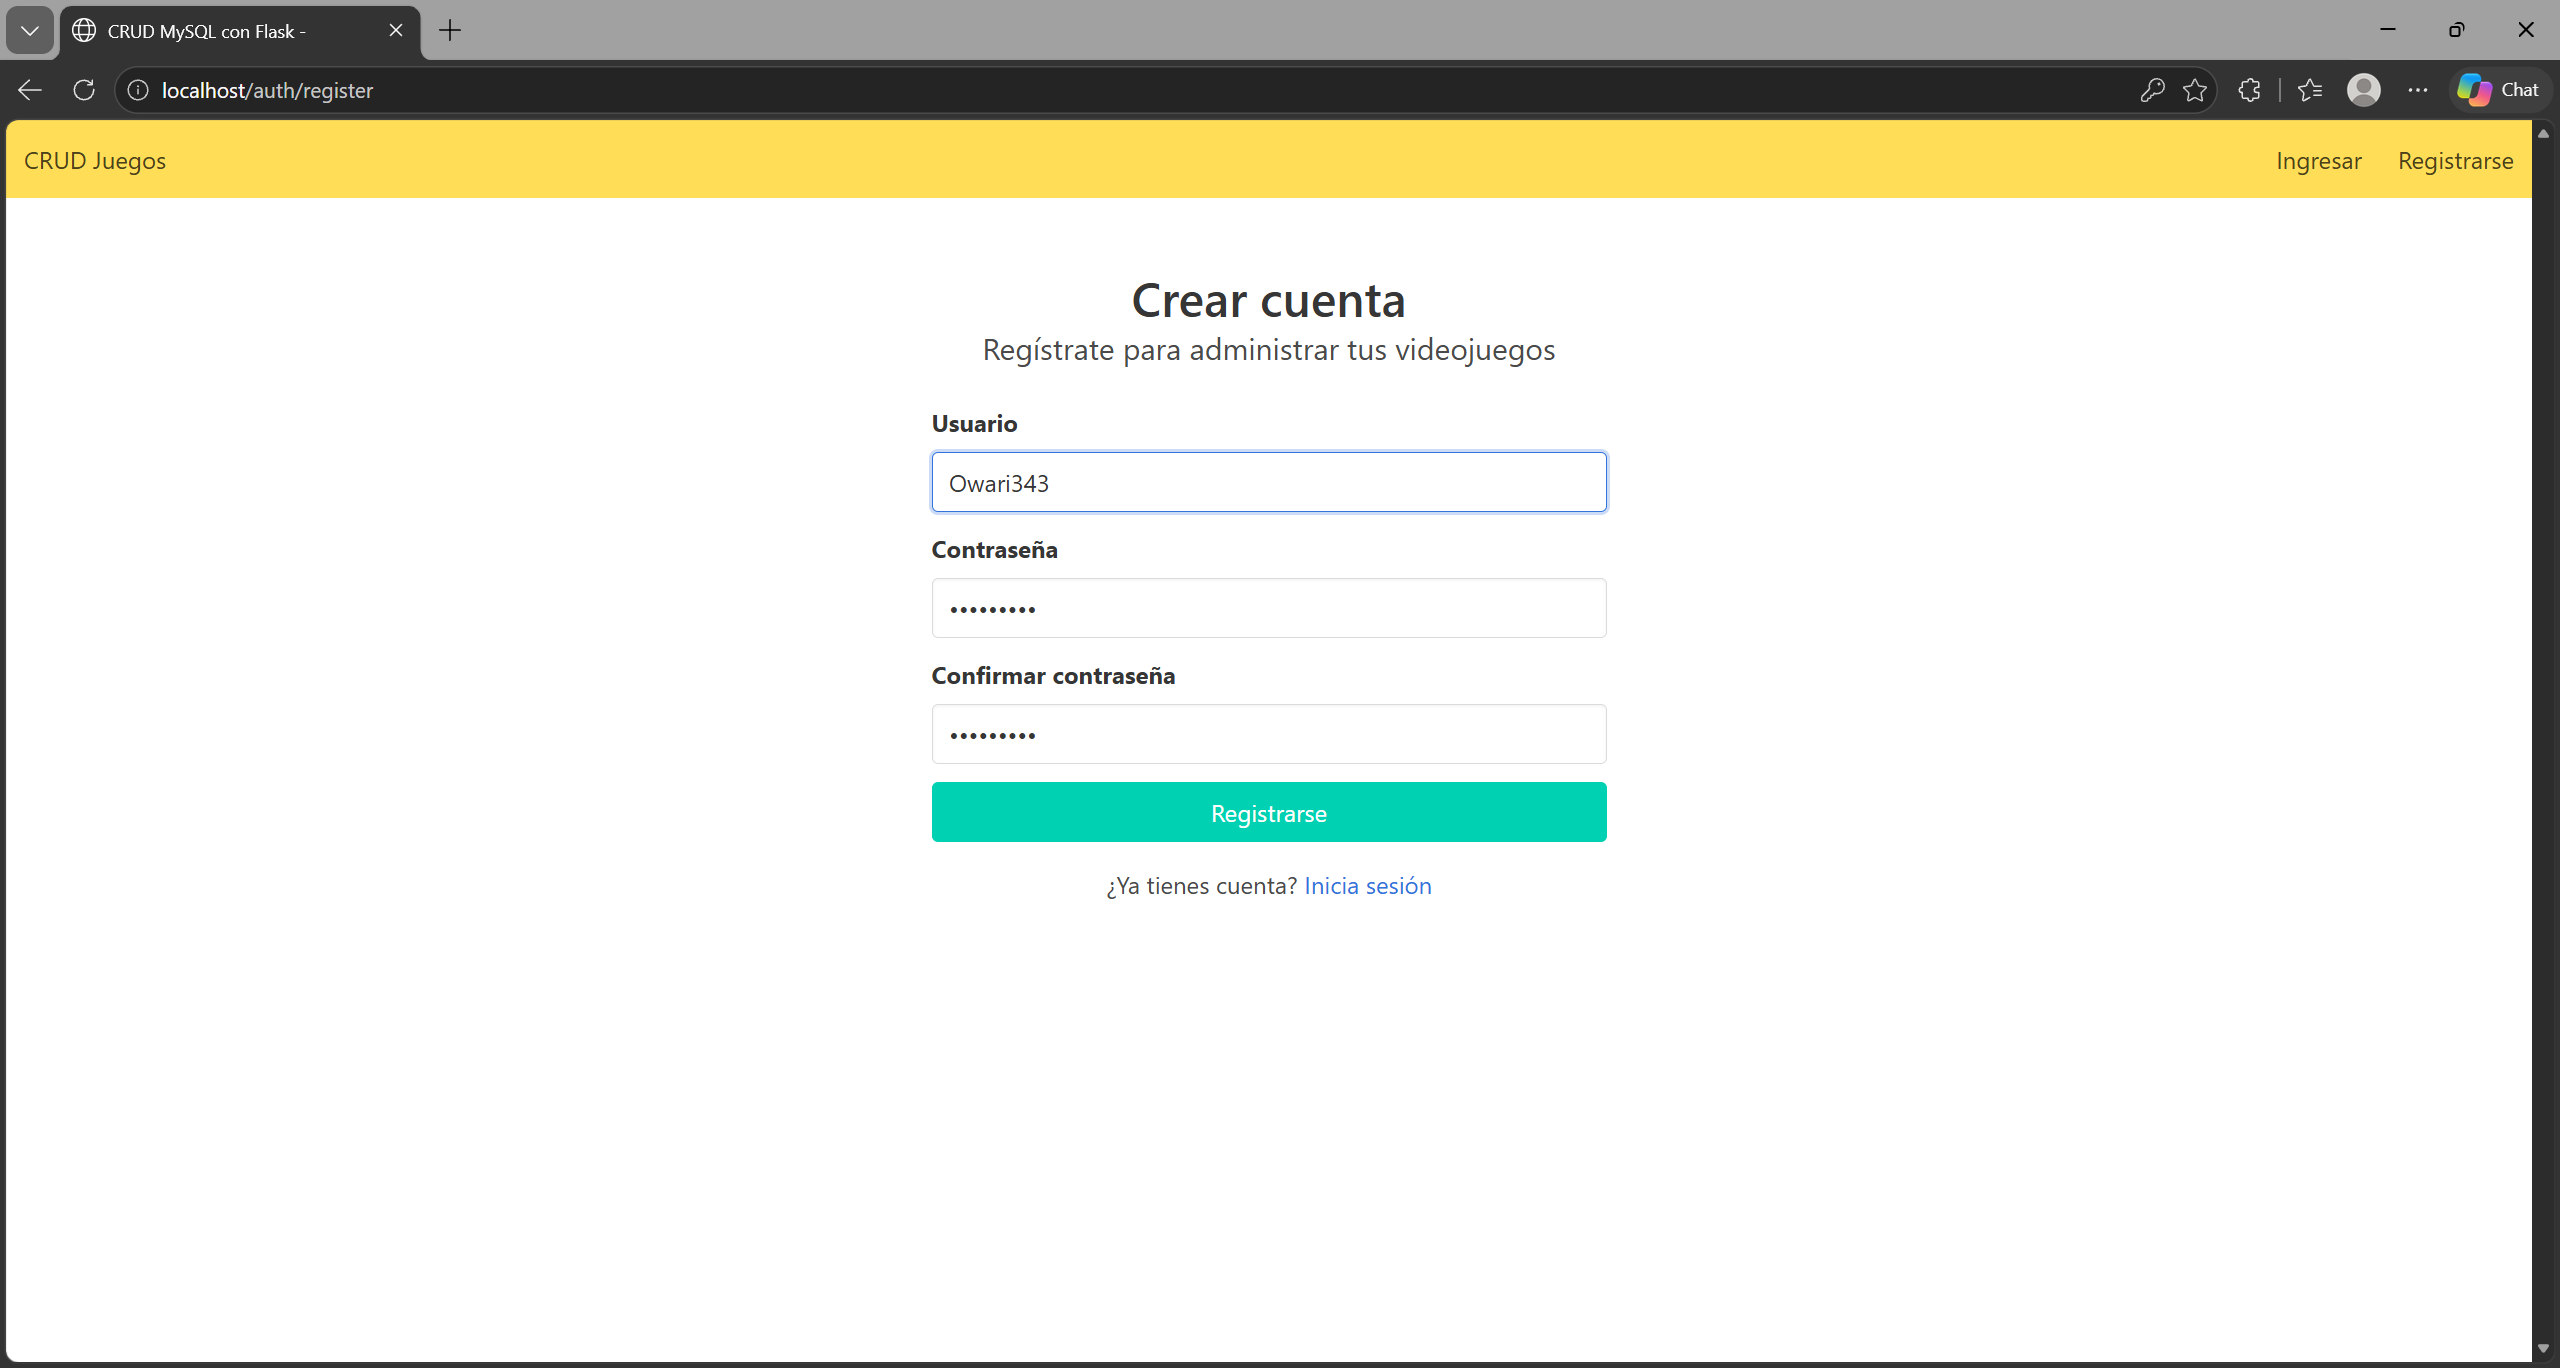 CRUD MySQL con Flask -
localhost/auth/register
Chat
CRUD Juegos
Ingresar
Registrarse
Crear cuenta
Regístrate para administrar tus videojuegos
Usuario
Owari343
Contraseña
•••••••••
Confirmar contraseña
•••••••••
Registrarse
¿Ya tienes cuenta? Inicia sesión